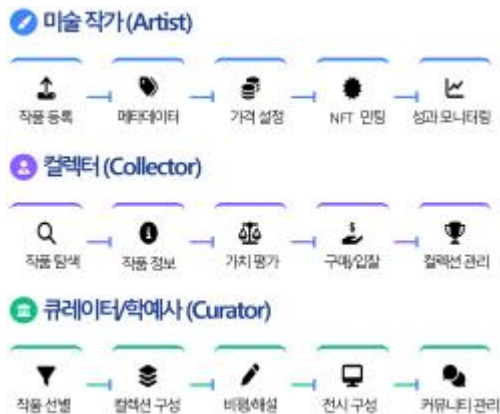 미술 작가 (Artist)
작품 등록 메타데이터 가격 설정 NFT 민팅 성과 모니터링
컬렉터 (Collector)
작품 탐색 작품 정보 가치 평가 구매/입찰 컬렉션 관리
큐레이터/학예사 (Curator)
작품 선별 컬렉션 구성 비평/해설 전시 구성 커뮤니티 관리